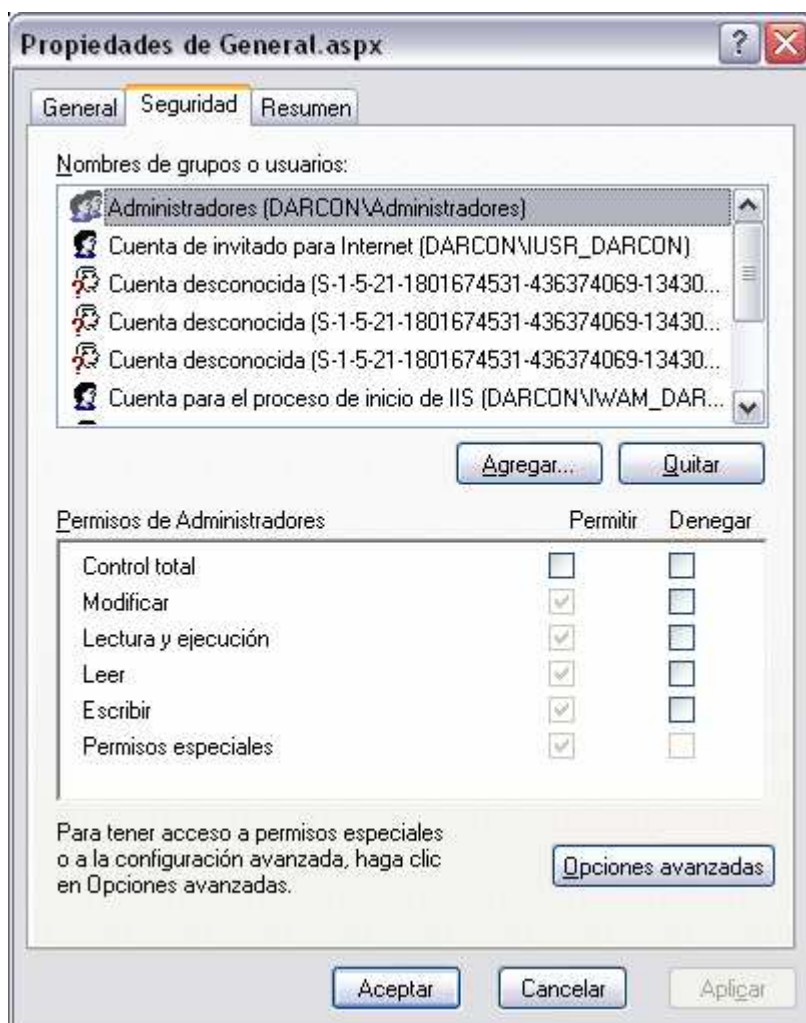 Propiedades de General.aspx
General Seguridad Resumen
Nombres de grupos o usuarios:
Administradores (DARCON\Administradores)
Cuenta de invitado para Internet (DARCON\IUSR_DARCON)
Cuenta desconocida (S-1-5-21-1801674531-436374069-13430...
Cuenta desconocida (S-1-5-21-1801674531-436374069-13430...
Cuenta desconocida (S-1-5-21-1801674531-436374069-13430...
Cuenta para el proceso de inicio de IIS (DARCON\IWAM_DAR...
Agregar... Quitar
Permisos de Administradores Permitir Denegar
Control total
Modificar
Lectura y ejecución
Leer
Escribir
Permisos especiales
Para tener acceso a permisos especiales
o a la configuración avanzada, haga clic
en Opciones avanzadas.
Opciones avanzadas
Aceptar Cancelar Aplicar